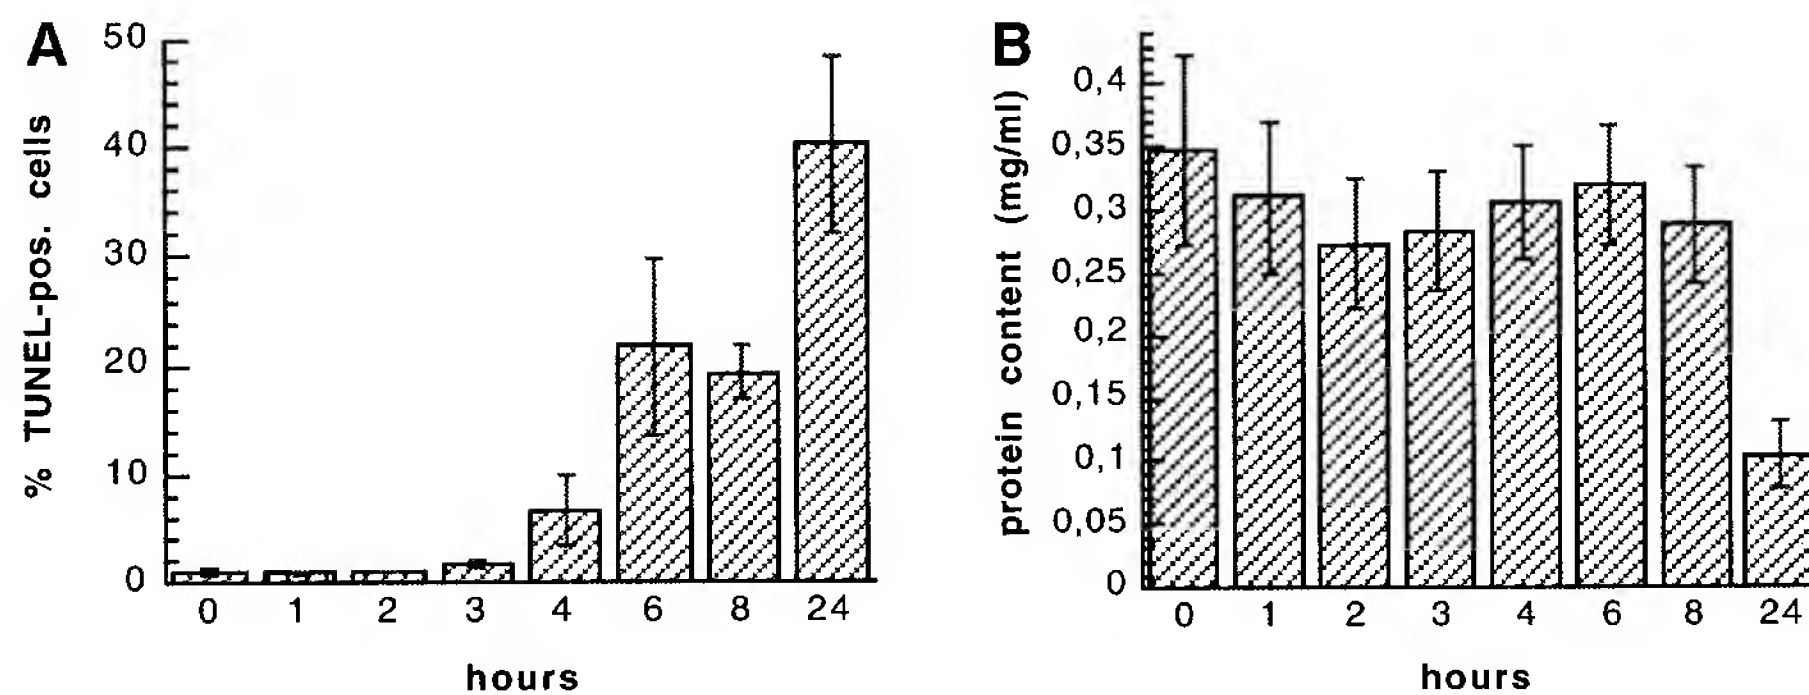 A
% TUNEL-pos. cells
50
40
30
20
10
0
0 1 2 3 4 6 8 24
hours
B
protein content (mg/ml)
0,4
0,35
0,3
0,25
0,2
0,15
0,1
0,05
0
0 1 2 3 4 6 8 24
hours